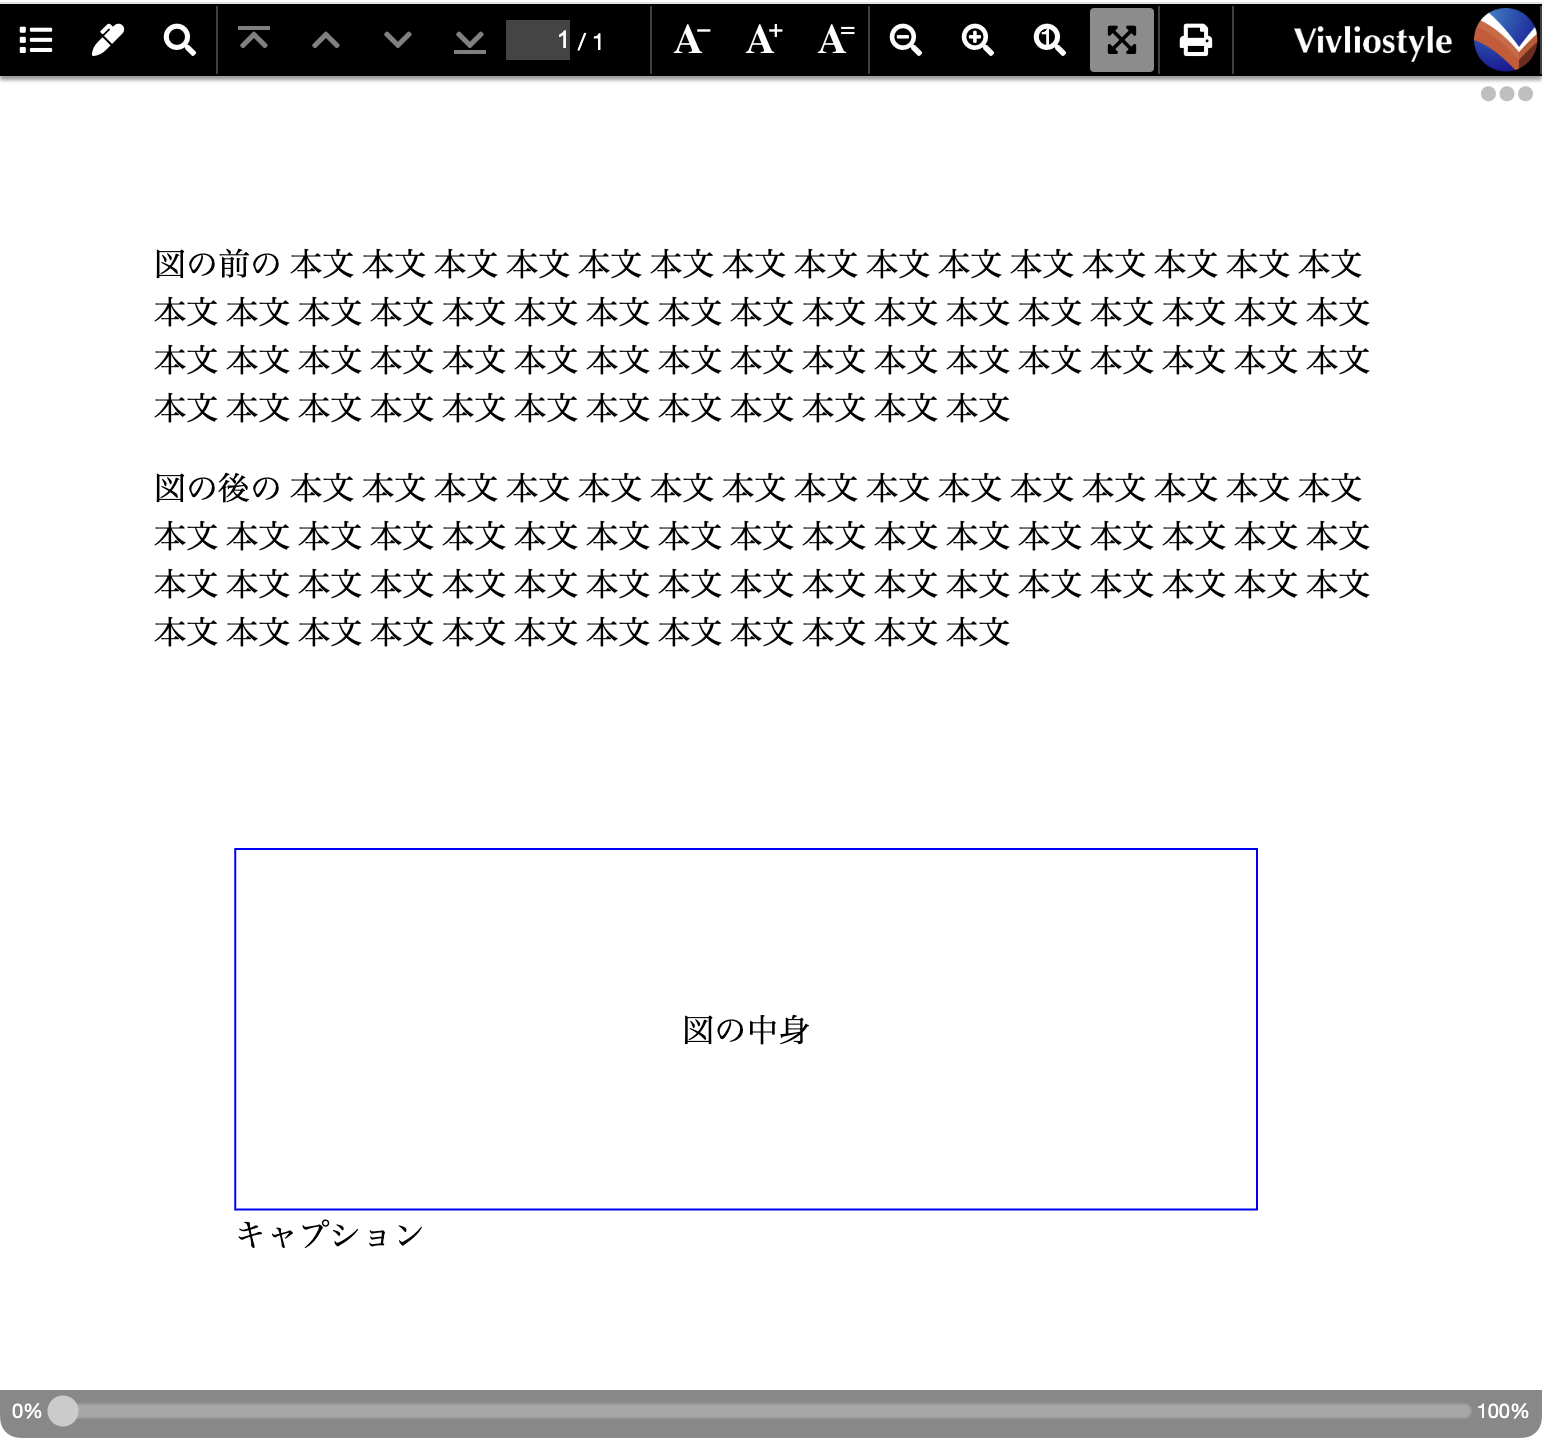 1 / 1
A− A+ A=
1
Vivliostyle
図の前の 本文 本文 本文 本文 本文 本文 本文 本文 本文 本文 本文 本文 本文 本文 本文
本文 本文 本文 本文 本文 本文 本文 本文 本文 本文 本文 本文 本文 本文 本文 本文 本文
本文 本文 本文 本文 本文 本文 本文 本文 本文 本文 本文 本文 本文 本文 本文 本文 本文
本文 本文 本文 本文 本文 本文 本文 本文 本文 本文 本文 本文
図の後の 本文 本文 本文 本文 本文 本文 本文 本文 本文 本文 本文 本文 本文 本文 本文
本文 本文 本文 本文 本文 本文 本文 本文 本文 本文 本文 本文 本文 本文 本文 本文 本文
本文 本文 本文 本文 本文 本文 本文 本文 本文 本文 本文 本文 本文 本文 本文 本文 本文
本文 本文 本文 本文 本文 本文 本文 本文 本文 本文 本文 本文
図の中身
キャプション
0% 100%